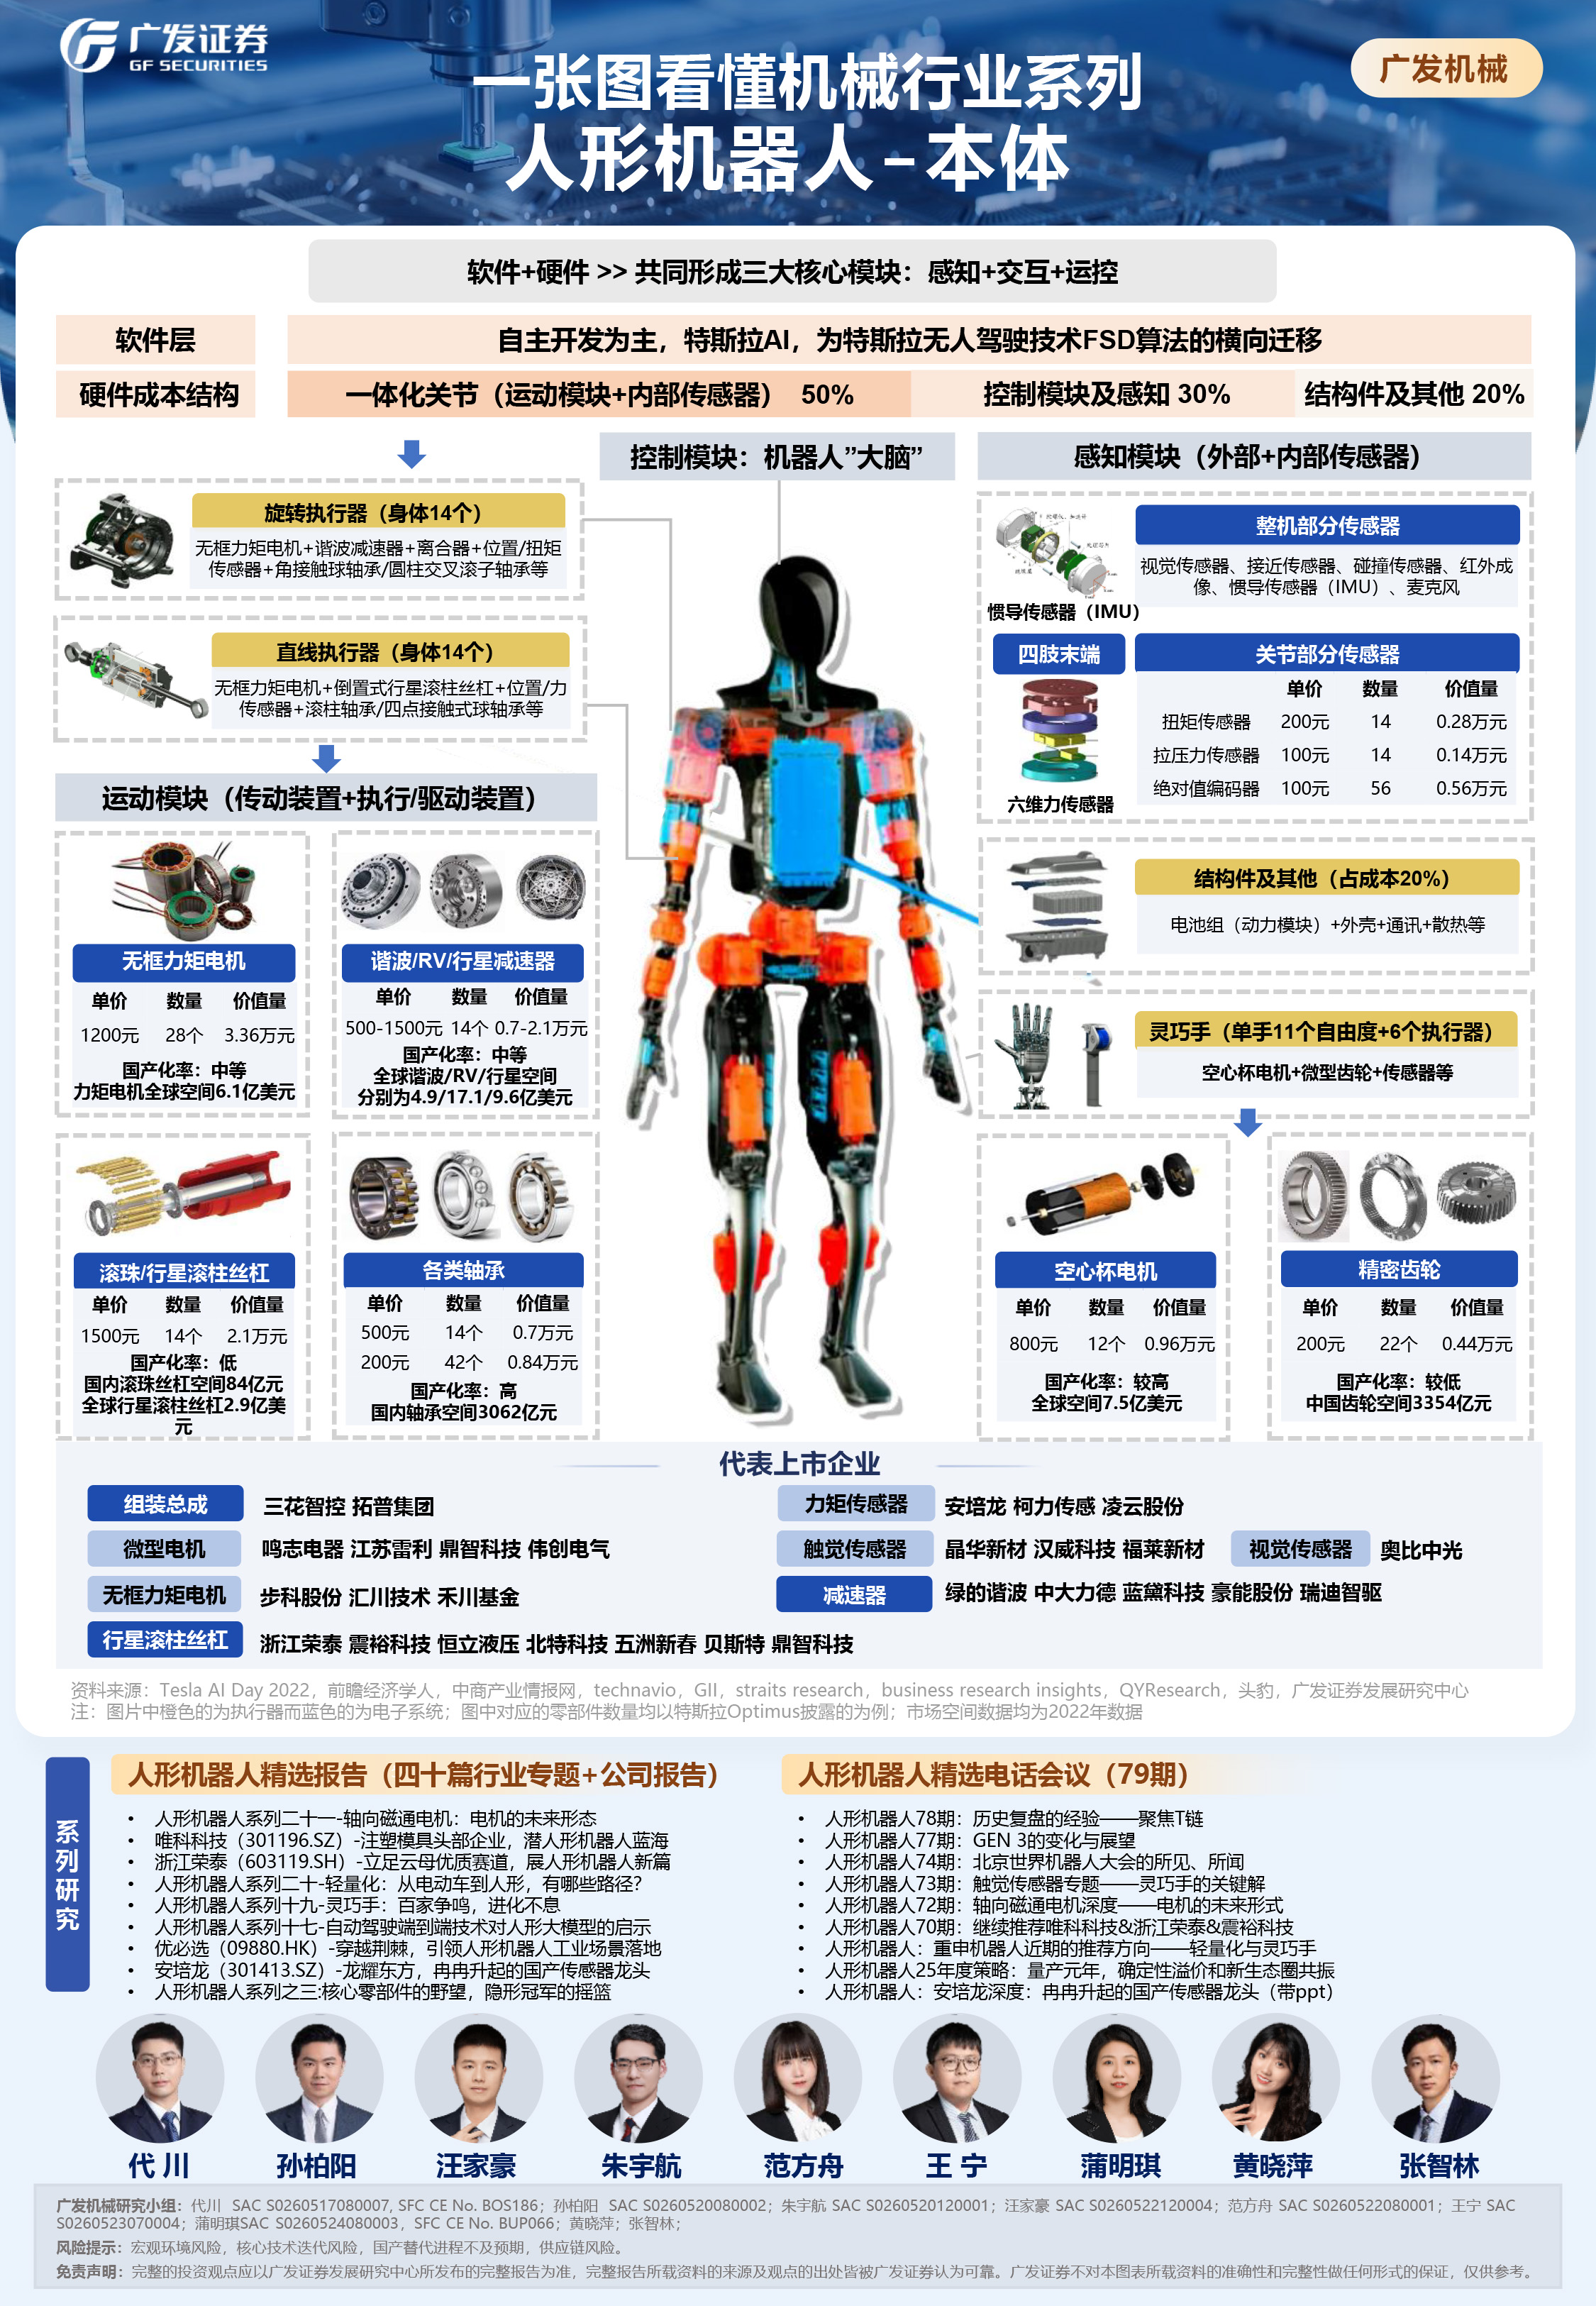 广发证券
GF SECURITIES
广发机械
一张图看懂机械行业系列
人形机器人-本体
软件+硬件 >> 共同形成三大核心模块：感知+交互+运控
软件层
自主开发为主，特斯拉AI，为特斯拉无人驾驶技术FSD算法的横向迁移
硬件成本结构
一体化关节（运动模块+内部传感器） 50%
控制模块及感知 30%
结构件及其他 20%
控制模块：机器人”大脑”
感知模块（外部+内部传感器）
旋转执行器（身体14个）
无框力矩电机+谐波减速器+离合器+位置/扭矩
传感器+角接触球轴承/圆柱交叉滚子轴承等
直线执行器（身体14个）
无框力矩电机+倒置式行星滚柱丝杠+位置/力
传感器+滚柱轴承/四点接触式球轴承等
运动模块（传动装置+执行/驱动装置）
无框力矩电机
单价 数量 价值量
1200元 28个 3.36万元
国产化率：中等
力矩电机全球空间6.1亿美元
谐波/RV/行星减速器
单价 数量 价值量
500-1500元 14个 0.7-2.1万元
国产化率：中等
全球谐波/RV/行星空间
分别为4.9/17.1/9.6亿美元
滚珠/行星滚柱丝杠
单价 数量 价值量
1500元 14个 2.1万元
国产化率：低
国内滚珠丝杠空间84亿元
全球行星滚柱丝杠2.9亿美
元
各类轴承
单价 数量 价值量
500元 14个 0.7万元
200元 42个 0.84万元
国产化率：高
国内轴承空间3062亿元
整机部分传感器
视觉传感器、接近传感器、碰撞传感器、红外成
像、惯导传感器（IMU）、麦克风
惯导传感器（IMU）
四肢末端
六维力传感器
关节部分传感器
单价 数量 价值量
扭矩传感器 200元 14 0.28万元
拉压力传感器 100元 14 0.14万元
绝对值编码器 100元 56 0.56万元
结构件及其他（占成本20%）
电池组（动力模块）+外壳+通讯+散热等
灵巧手（单手11个自由度+6个执行器）
空心杯电机+微型齿轮+传感器等
空心杯电机
单价 数量 价值量
800元 12个 0.96万元
国产化率：较高
全球空间7.5亿美元
精密齿轮
单价 数量 价值量
200元 22个 0.44万元
国产化率：较低
中国齿轮空间3354亿元
代表上市企业
组装总成 三花智控 拓普集团
力矩传感器 安培龙 柯力传感 凌云股份
微型电机 鸣志电器 江苏雷利 鼎智科技 伟创电气
触觉传感器 晶华新材 汉威科技 福莱新材
视觉传感器 奥比中光
无框力矩电机 步科股份 汇川技术 禾川基金
减速器 绿的谐波 中大力德 蓝黛科技 豪能股份 瑞迪智驱
行星滚柱丝杠 浙江荣泰 震裕科技 恒立液压 北特科技 五洲新春 贝斯特 鼎智科技
资料来源：Tesla AI Day 2022，前瞻经济学人，中商产业情报网，technavio，GII，straits research，business research insights，QYResearch，头豹，广发证券发展研究中心
注：图片中橙色的为执行器而蓝色的为电子系统；图中对应的零部件数量均以特斯拉Optimus披露的为例；市场空间数据均为2022年数据
系列研究
人形机器人精选报告（四十篇行业专题+公司报告）
• 人形机器人系列二十一-轴向磁通电机：电机的未来形态
• 唯科科技（301196.SZ）-注塑模具头部企业，潜人形机器人蓝海
• 浙江荣泰（603119.SH）-立足云母优质赛道，展人形机器人新篇
• 人形机器人系列二十-轻量化：从电动车到人形，有哪些路径？
• 人形机器人系列十九-灵巧手：百家争鸣，进化不息
• 人形机器人系列十七-自动驾驶端到端技术对人形大模型的启示
• 优必选（09880.HK）-穿越荆棘，引领人形机器人工业场景落地
• 安培龙（301413.SZ）-龙耀东方，冉冉升起的国产传感器龙头
• 人形机器人系列之三:核心零部件的野望，隐形冠军的摇篮
人形机器人精选电话会议（79期）
• 人形机器人78期：历史复盘的经验——聚焦T链
• 人形机器人77期：GEN 3的变化与展望
• 人形机器人74期：北京世界机器人大会的所见、所闻
• 人形机器人73期：触觉传感器专题——灵巧手的关键解
• 人形机器人72期：轴向磁通电机深度——电机的未来形式
• 人形机器人70期：继续推荐唯科科技&浙江荣泰&震裕科技
• 人形机器人：重申机器人近期的推荐方向——轻量化与灵巧手
• 人形机器人25年度策略：量产元年，确定性溢价和新生态圈共振
• 人形机器人：安培龙深度：冉冉升起的国产传感器龙头（带ppt）
代 川
孙柏阳
汪家豪
朱宇航
范方舟
王 宁
蒲明琪
黄晓萍
张智林
广发机械研究小组：代川 SAC S0260517080007, SFC CE No. BOS186；孙柏阳 SAC S0260520080002；朱宇航 SAC S0260520120001；汪家豪 SAC S0260522120004；范方舟 SAC S0260522080001；王宁 SAC
S0260523070004；蒲明琪SAC S0260524080003，SFC CE No. BUP066；黄晓萍；张智林；
风险提示：宏观环境风险，核心技术迭代风险，国产替代进程不及预期，供应链风险。
免责声明：完整的投资观点应以广发证券发展研究中心所发布的完整报告为准，完整报告所载资料的来源及观点的出处皆被广发证券认为可靠。广发证券不对本图表所载资料的准确性和完整性做任何形式的保证，仅供参考。